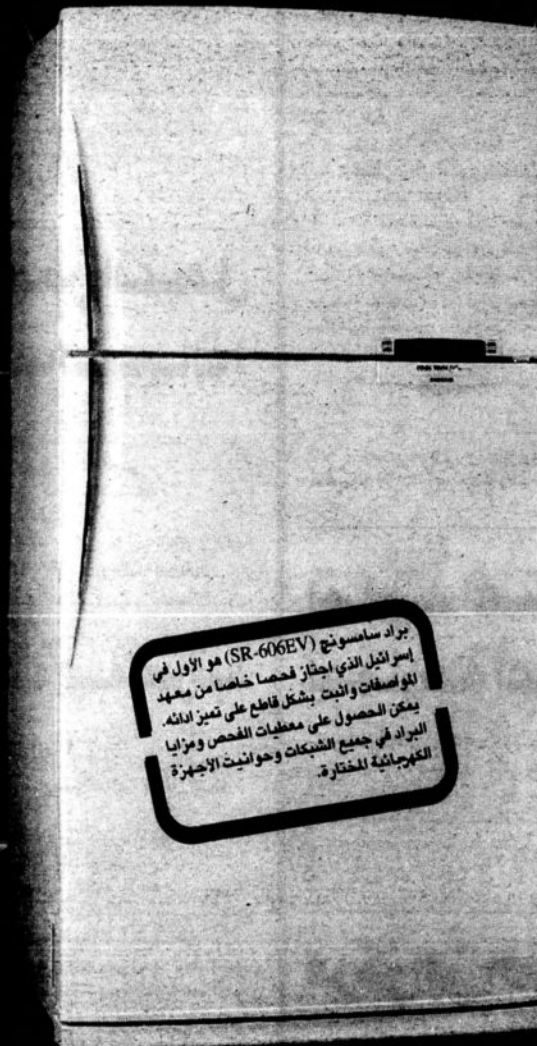 براد سامسونج (SR-606EV) هو الأول في
إسرائيل الذي اجتاز فحصا خاصا من معهد
المواصفات واثبت بشكل قاطع على تميز ادائه.
يمكن الحصول على معطيات الفحص ومزايا
البراد في جميع الشبكات وحوانيت الأجهزة
الكهربائية المختارة.